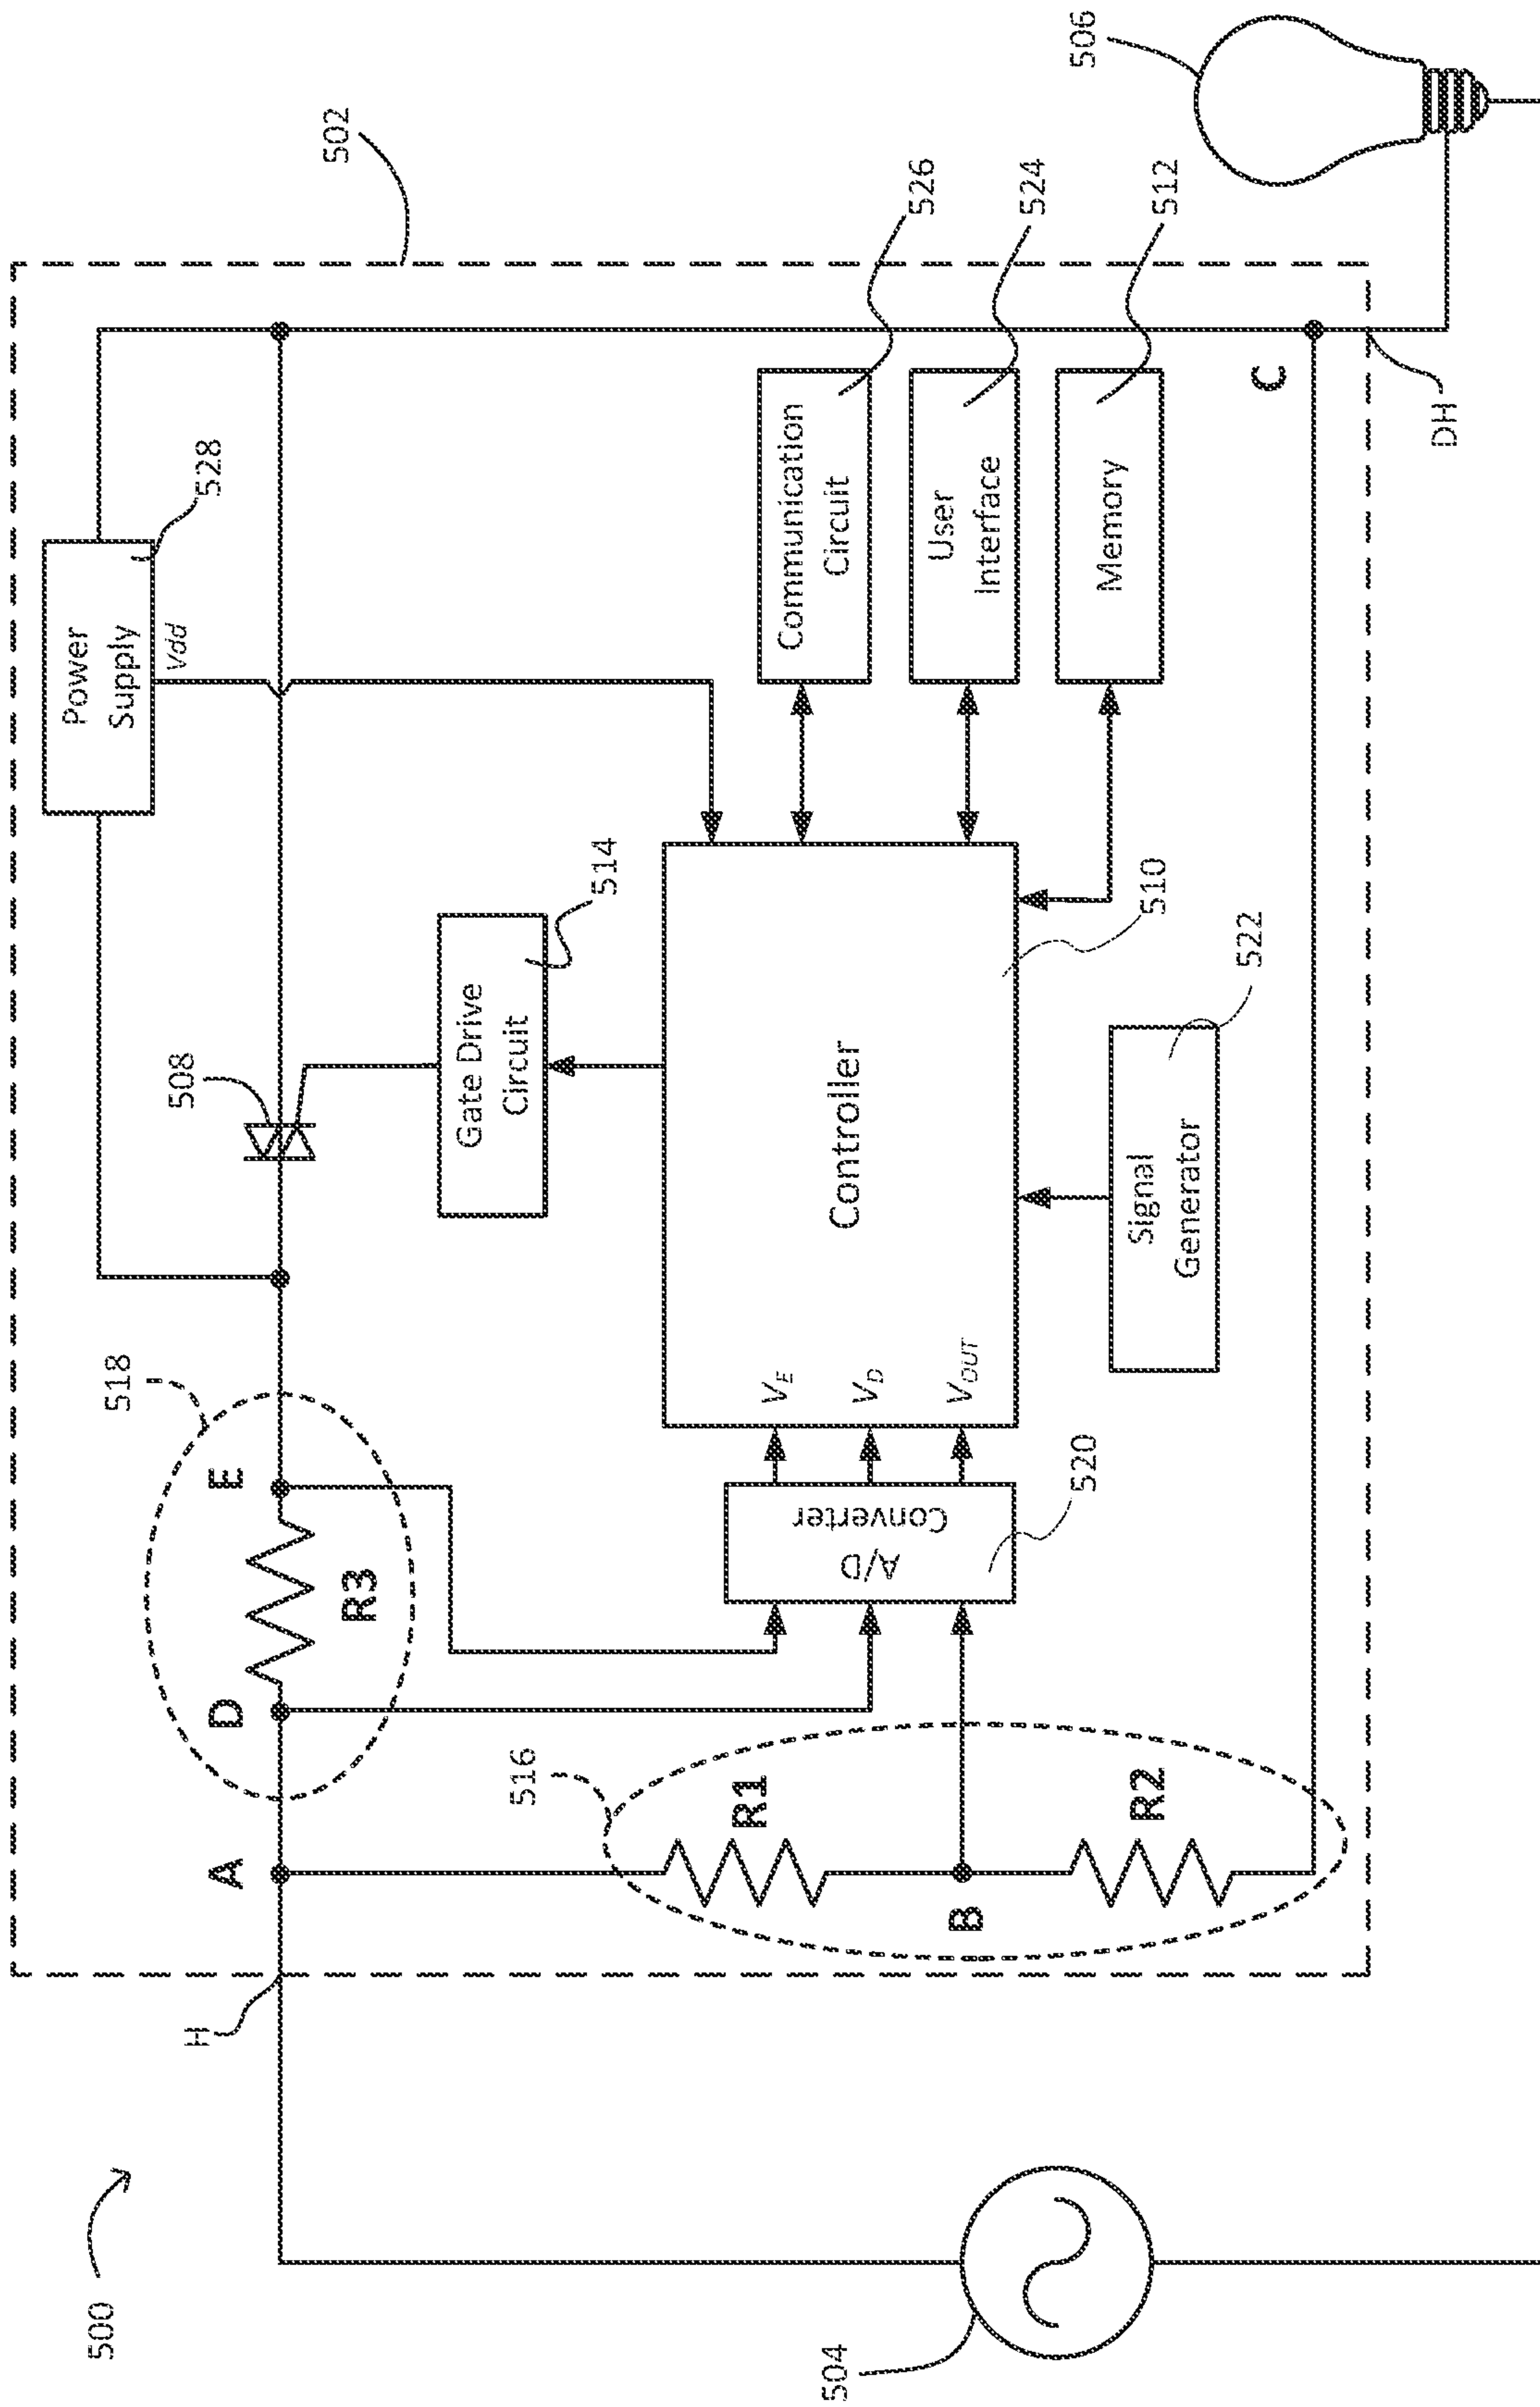 500
502
528
Power
Supply
Vdd
518
508
H
A
D
E
R3
514
Gate Drive
Circuit
516
R1
B
R2
A/D
Converter
520
V_E
V_D
V_OUT
Controller
510
Communication
Circuit
526
User
Interface
524
Memory
512
Signal
Generator
522
C
DH
504
506